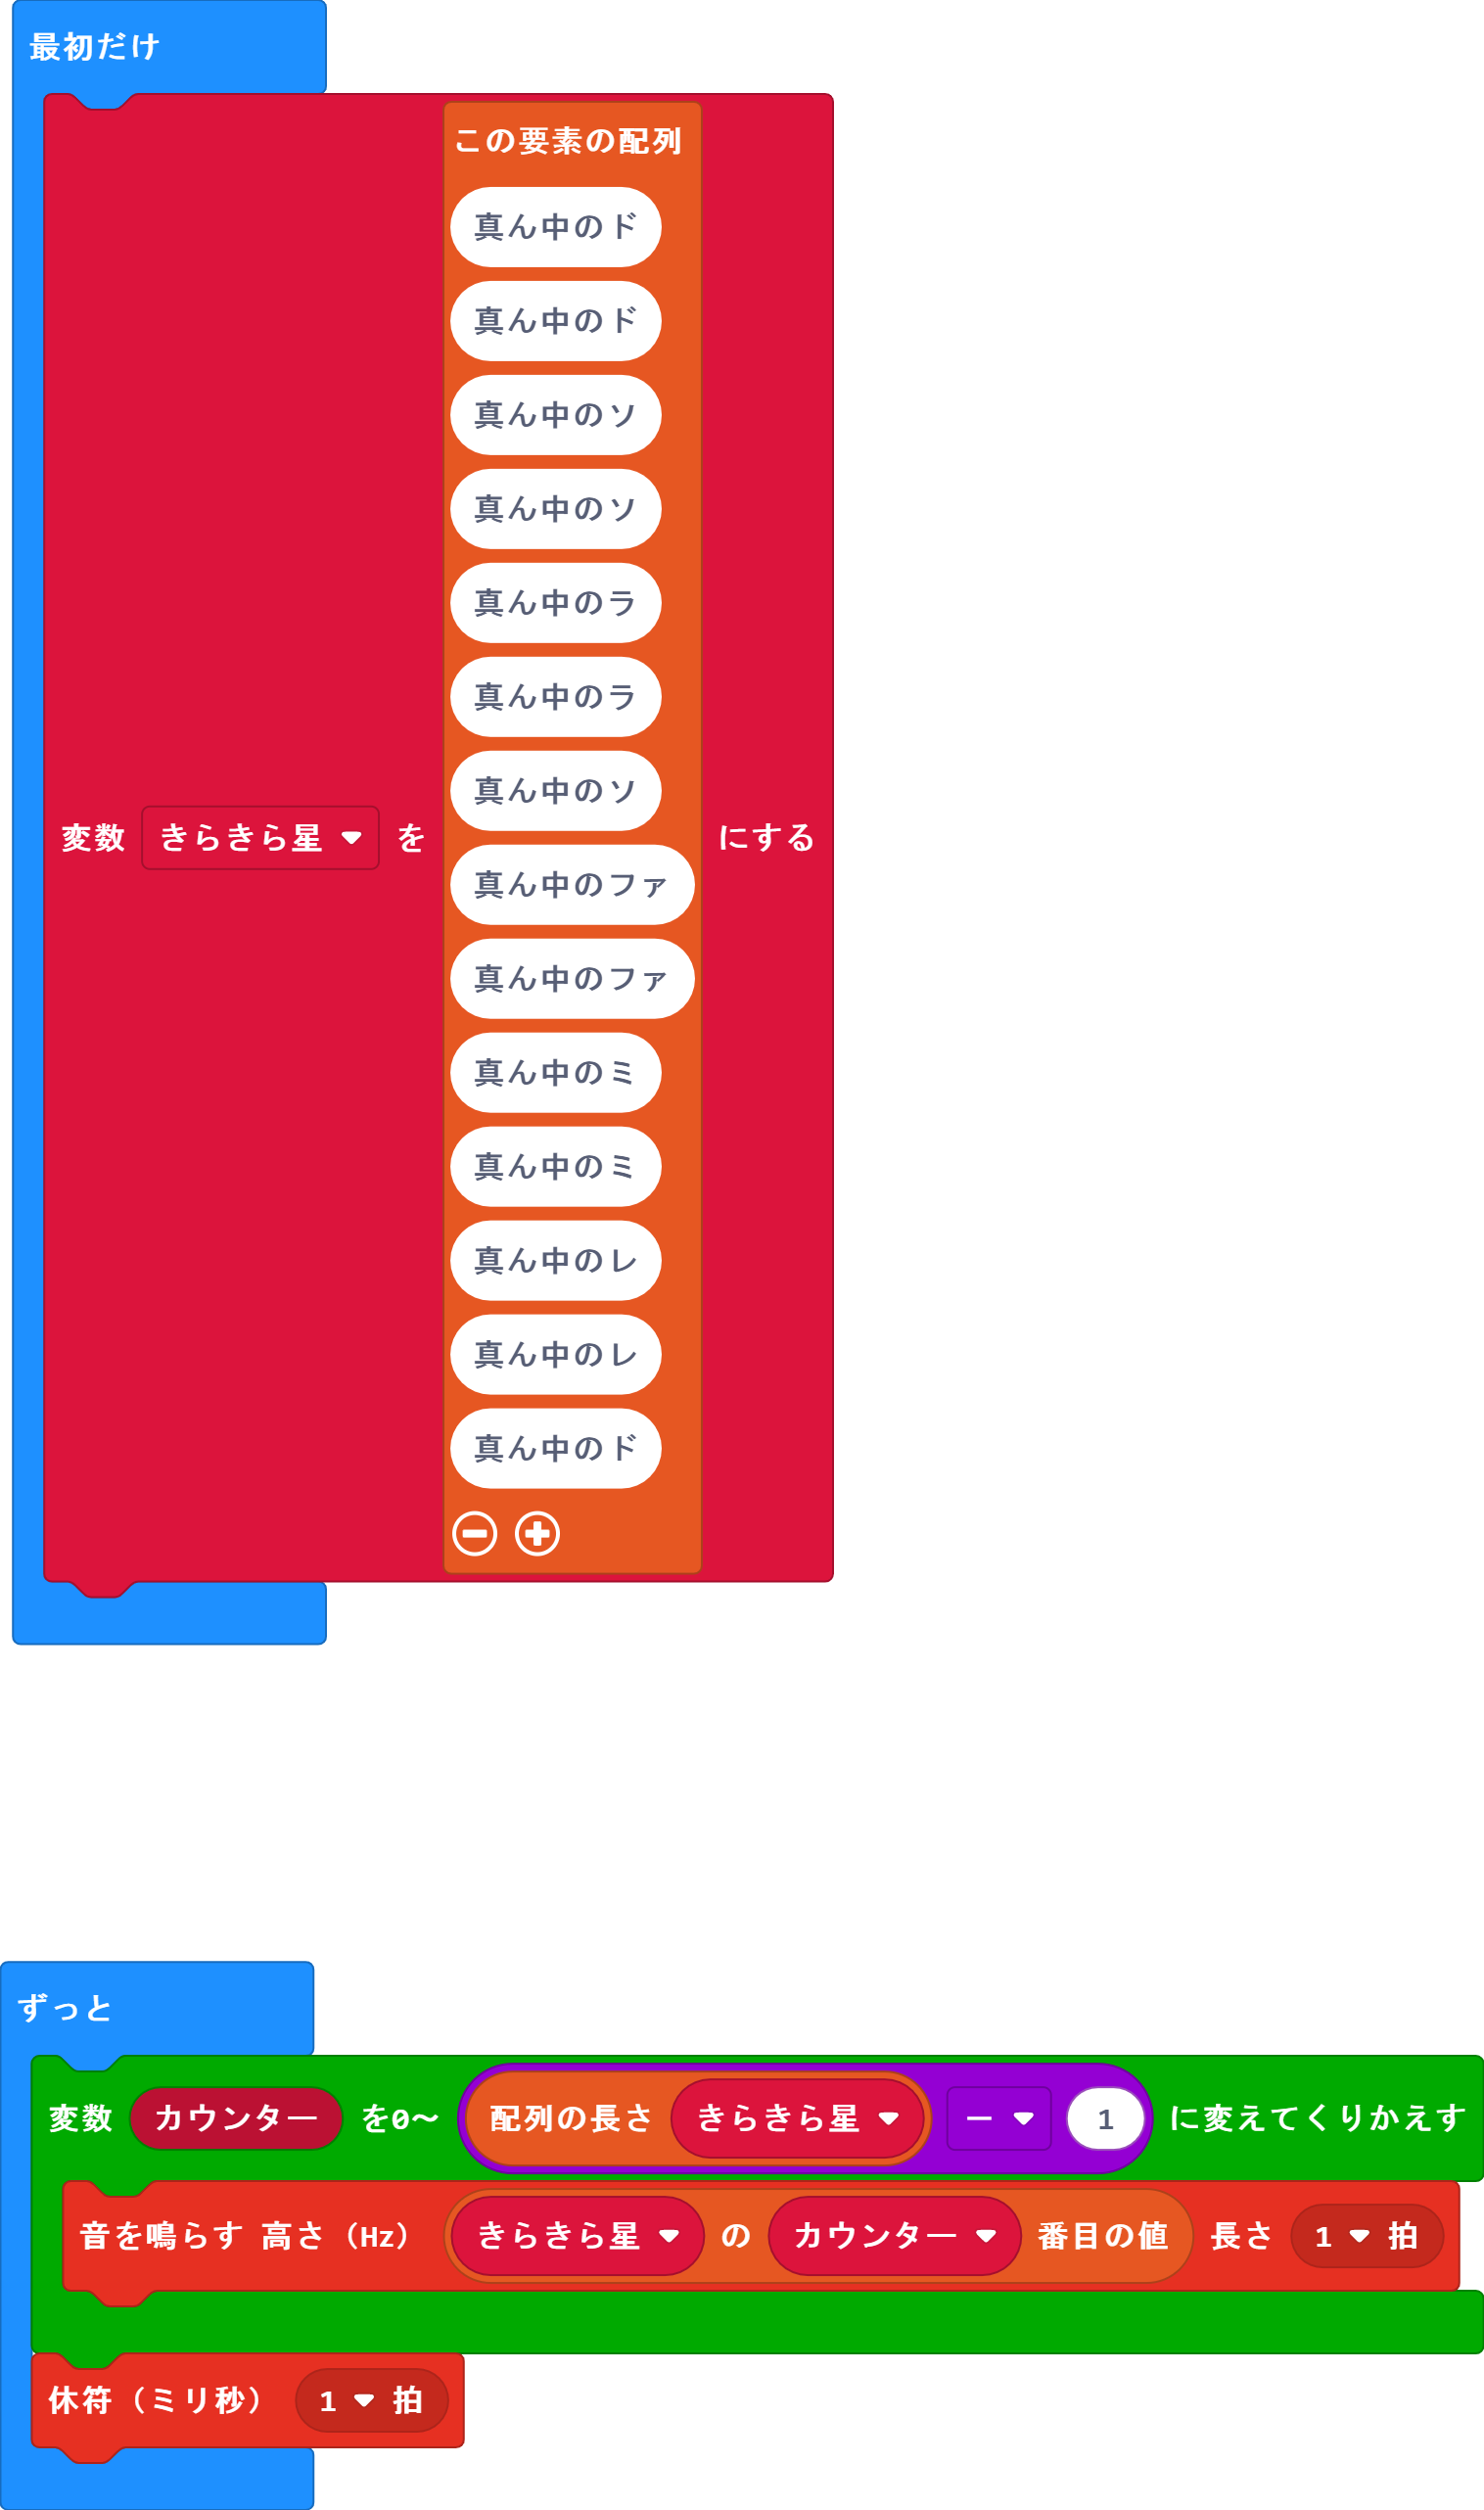 最初だけ
この要素の配列
真ん中のド
真ん中のド
真ん中のソ
真ん中のソ
真ん中のラ
真ん中のラ
真ん中のソ
変数 きらきら星 を にする
真ん中のファ
真ん中のファ
真ん中のミ
真ん中のミ
真ん中のレ
真ん中のレ
真ん中のド
ずっと
変数 カウンター を0～ 配列の長さ きらきら星 ー 1 に変えてくりかえす
音を鳴らす 高さ（Hz） きらきら星 の カウンター 番目の値 長さ 1 拍
休符（ミリ秒） 1 拍